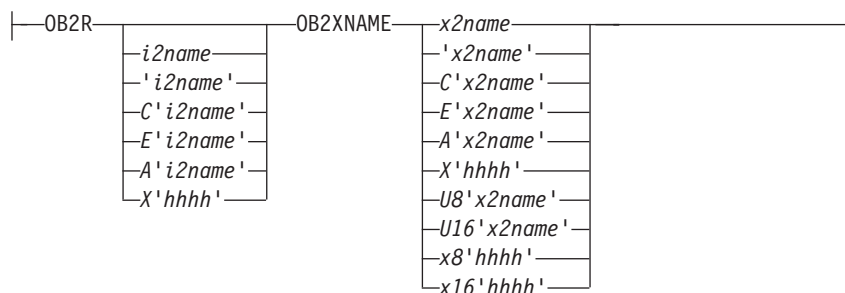 OB2R OB2XNAME x2name
i2name 'x2name'
'i2name' C'x2name'
C'i2name' E'x2name'
E'i2name' A'x2name'
A'i2name' X'hhhh'
X'hhhh' U8'x2name'
U16'x2name'
x8'hhhh'
x16'hhhh'